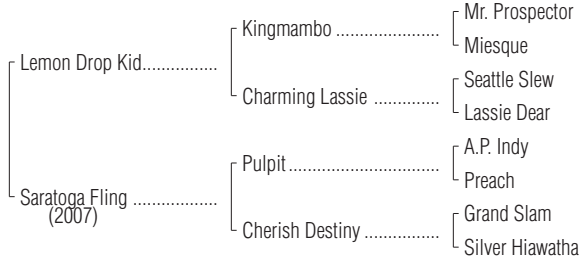 Mr. Prospector
Kingmambo ......................
Miesque
Lemon Drop Kid................
Seattle Slew
Charming Lassie ..............
Lassie Dear
A.P. Indy
Pulpit................................
Preach
Saratoga Fling .................
(2007)
Grand Slam
Cherish Destiny ................
Silver Hiawatha